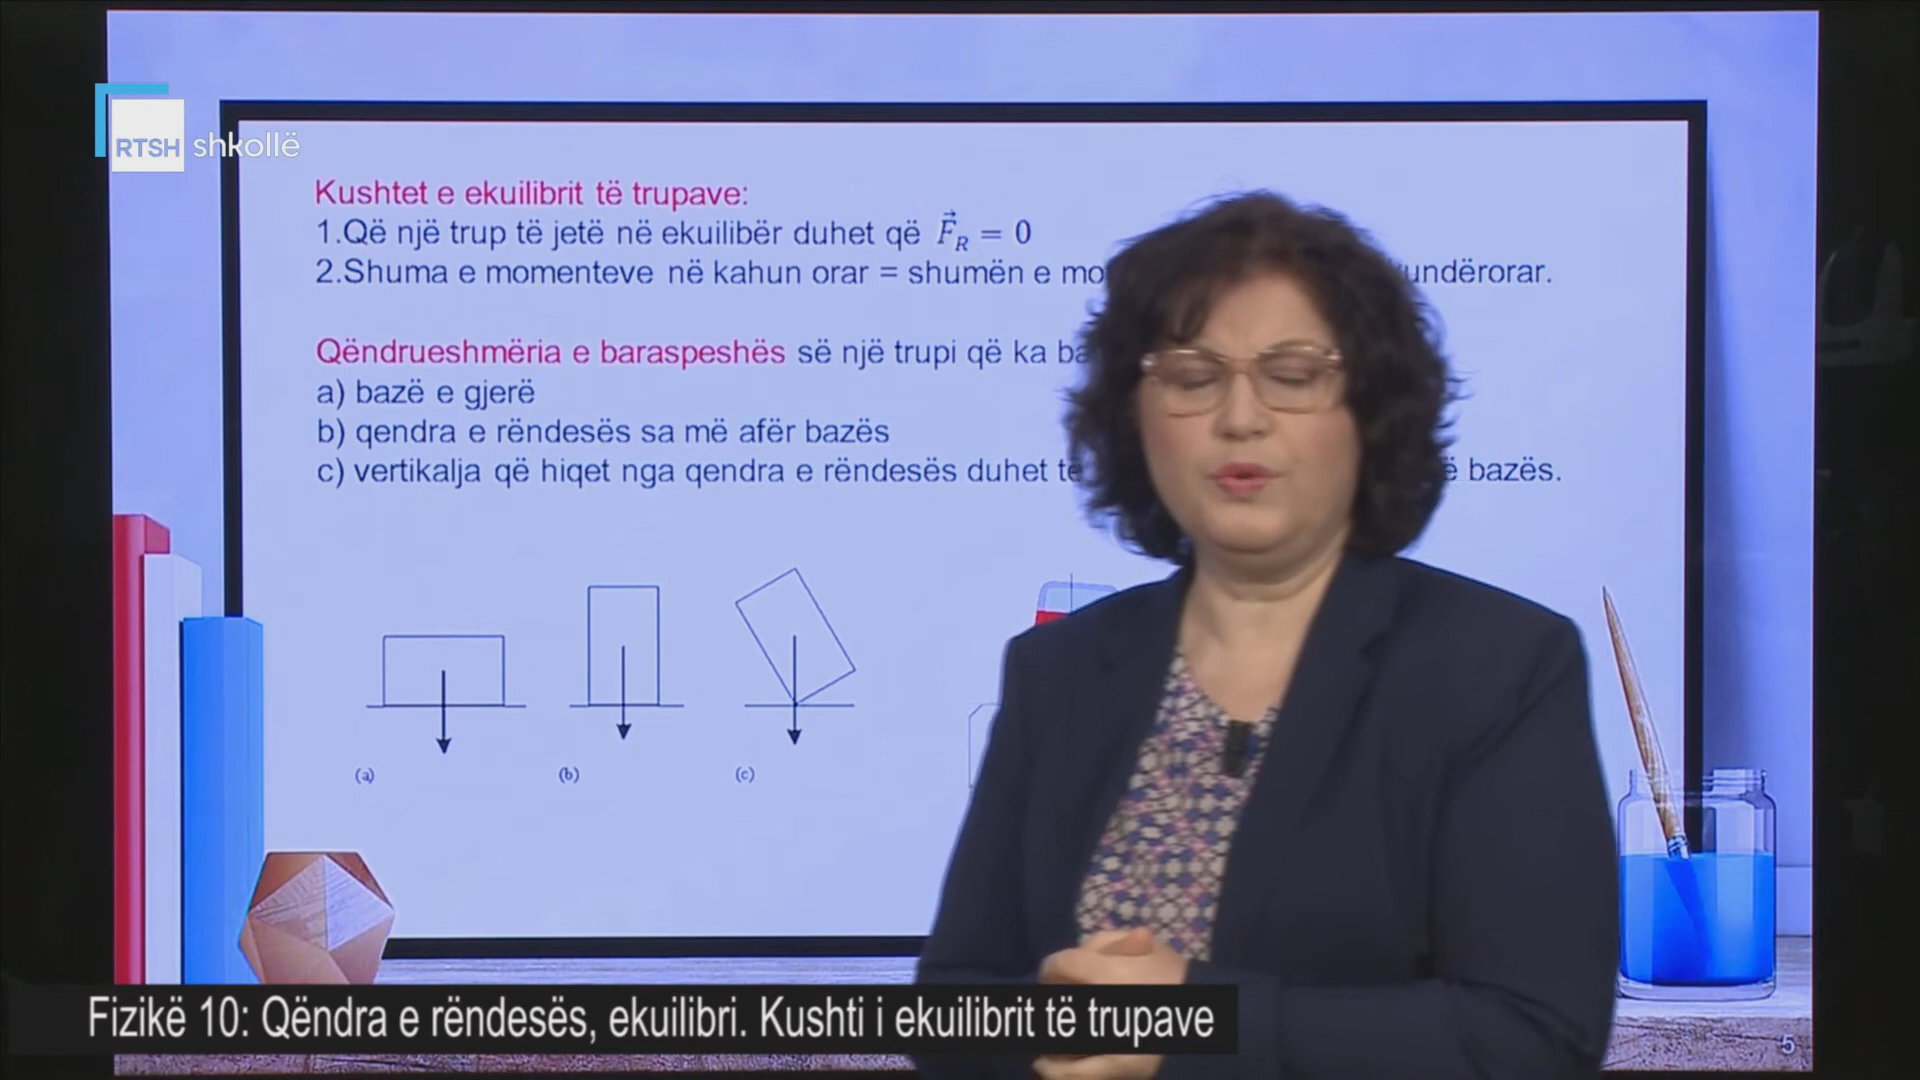 RTSH shkollë
Kushtet e ekuilibrit të trupave:
1.Që një trup të jetë në ekuilibër duhet që F⃗_R = 0
2.Shuma e momenteve në kahun orar = shumën e undërorar.
Qëndrueshmëria e baraspeshës së një trupi që ka
a) bazë e gjerë
b) qendra e rëndesës sa më afër bazës
c) vertikalja që hiqet nga qendra e rëndesës duhet bazës.
(a) (b) (c)
Fizikë 10: Qëndra e rëndesës, ekuilibri. Kushti i ekuilibrit të trupave
5